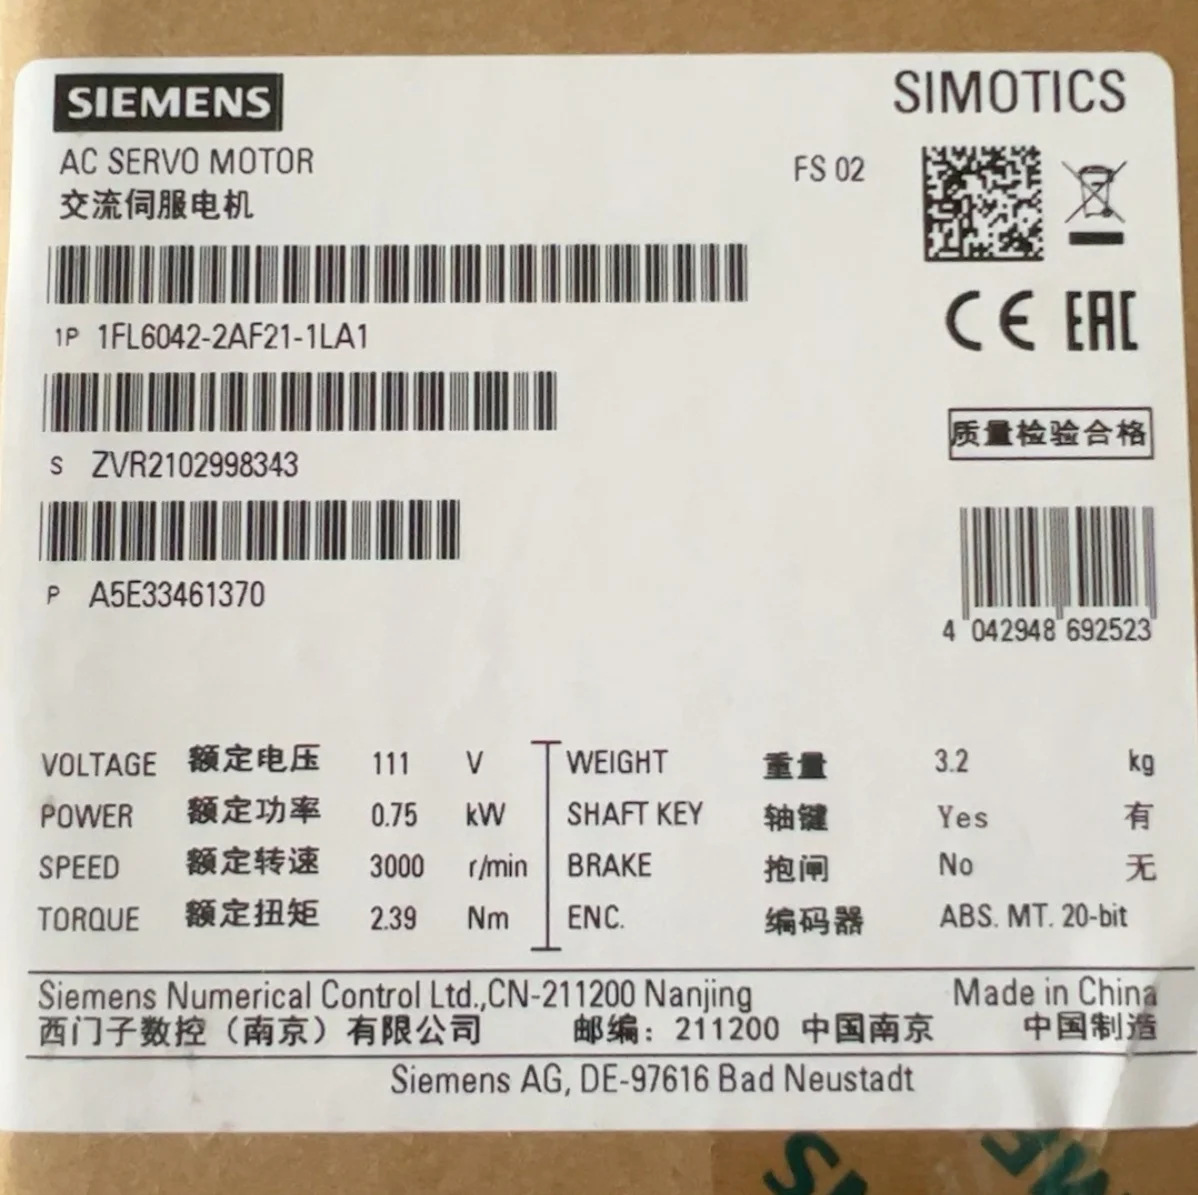 SIEMENS
SIMOTICS
AC SERVO MOTOR
FS 02
交流伺服电机
1P 1FL6042-2AF21-1LA1
CE EAC
质量检验合格
S ZVR2102998343
P A5E33461370
4 042948 692523
VOLTAGE 额定电压 111 V WEIGHT 重量 3.2 kg
POWER 额定功率 0.75 kW SHAFT KEY 轴键 Yes 有
SPEED 额定转速 3000 r/min BRAKE 抱闸 No 无
TORQUE 额定扭矩 2.39 Nm ENC. 编码器 ABS. MT. 20-bit
Siemens Numerical Control Ltd.,CN-211200 Nanjing Made in China
西门子数控（南京）有限公司 邮编：211200 中国南京 中国制造
Siemens AG, DE-97616 Bad Neustadt